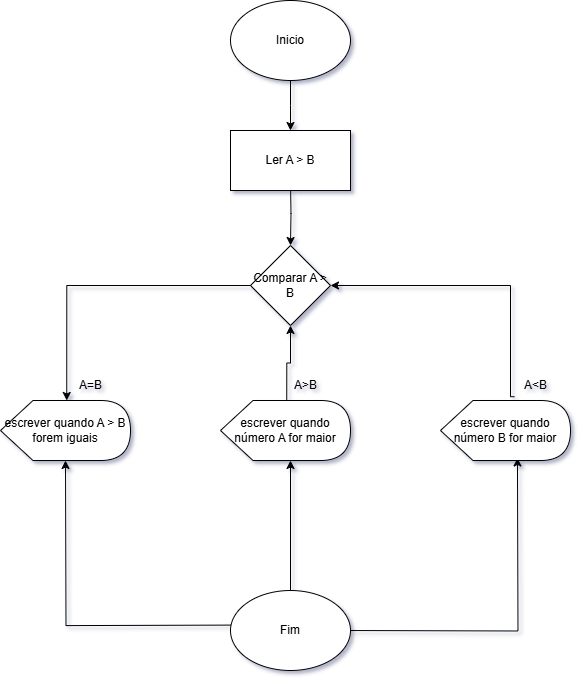 Inicio
Ler A > B
Comparar A >
B
A=B
A>B
A<B
escrever quando A > B
forem iguais
escrever quando
número A for maior
escrever quando
número B for maior
Fim